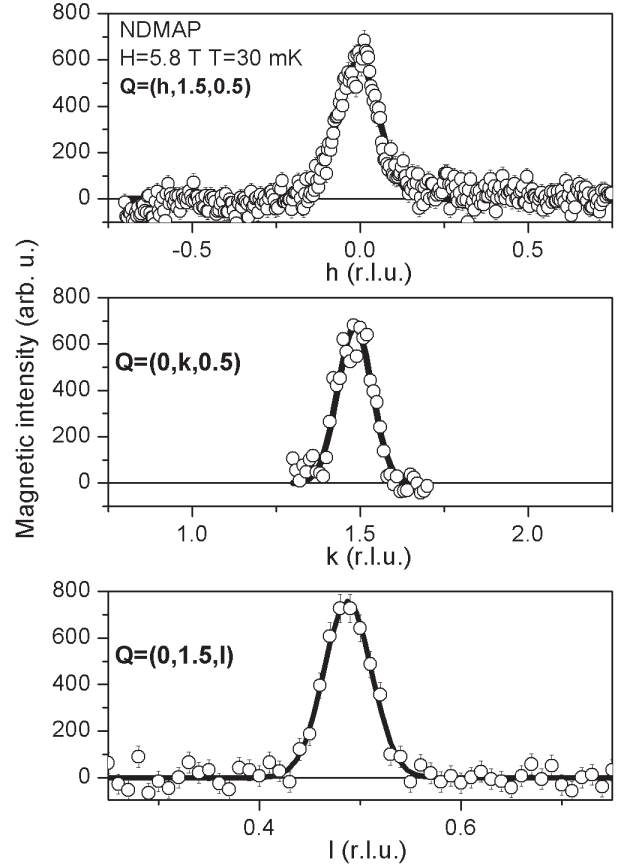 Magnetic intensity (arb. u.)
800
600
400
200
0
NDMAP
H=5.8 T T=30 mK
Q=(h,1.5,0.5)
-0.5
0.0
0.5
h (r.l.u.)
800
600
400
200
0
Q=(0,k,0.5)
1.0
1.5
2.0
k (r.l.u.)
800
600
400
200
0
Q=(0,1.5,l)
0.4
0.6
l (r.l.u.)